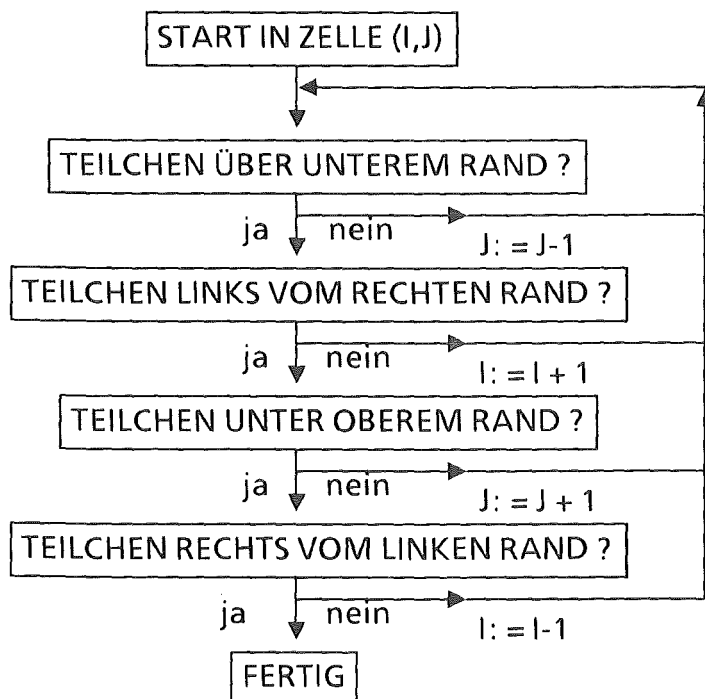 START IN ZELLE (I,J)
TEILCHEN ÜBER UNTEREM RAND ?
ja nein
J: = J-1
TEILCHEN LINKS VOM RECHTEN RAND ?
ja nein
I: = I + 1
TEILCHEN UNTER OBEREM RAND ?
ja nein
J: = J + 1
TEILCHEN RECHTS VOM LINKEN RAND ?
ja nein
I: = I-1
FERTIG